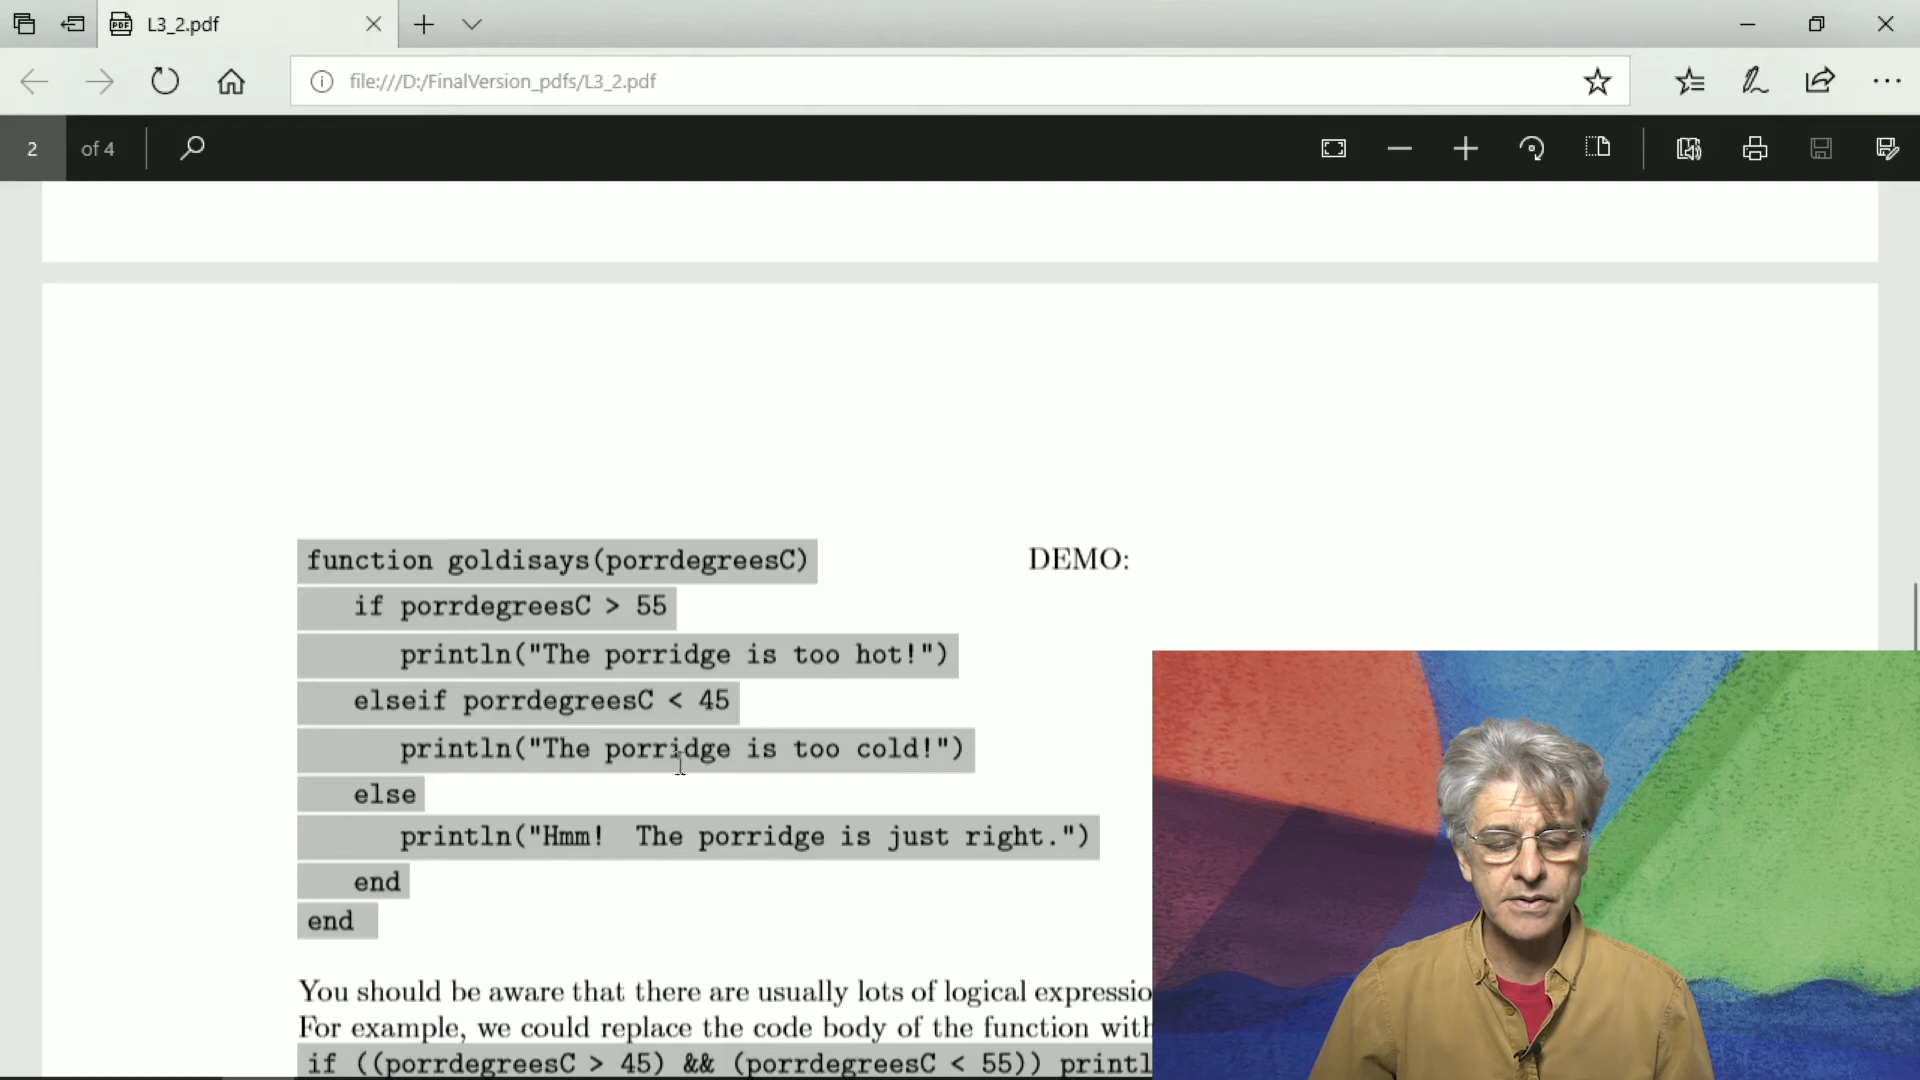 L3_2.pdf
file:///D:/FinalVersion_pdfs/L3_2.pdf
2 of 4
function goldisays(porrdegreesC)
DEMO:
if porrdegreesC > 55
println("The porridge is too hot!")
elseif porrdegreesC < 45
println("The porridge is too cold!")
else
println("Hmm! The porridge is just right.")
end
end
You should be aware that there are usually lots of logical expressio
For example, we could replace the code body of the function with
if ((porrdegreesC > 45) && (porrdegreesC < 55)) printl